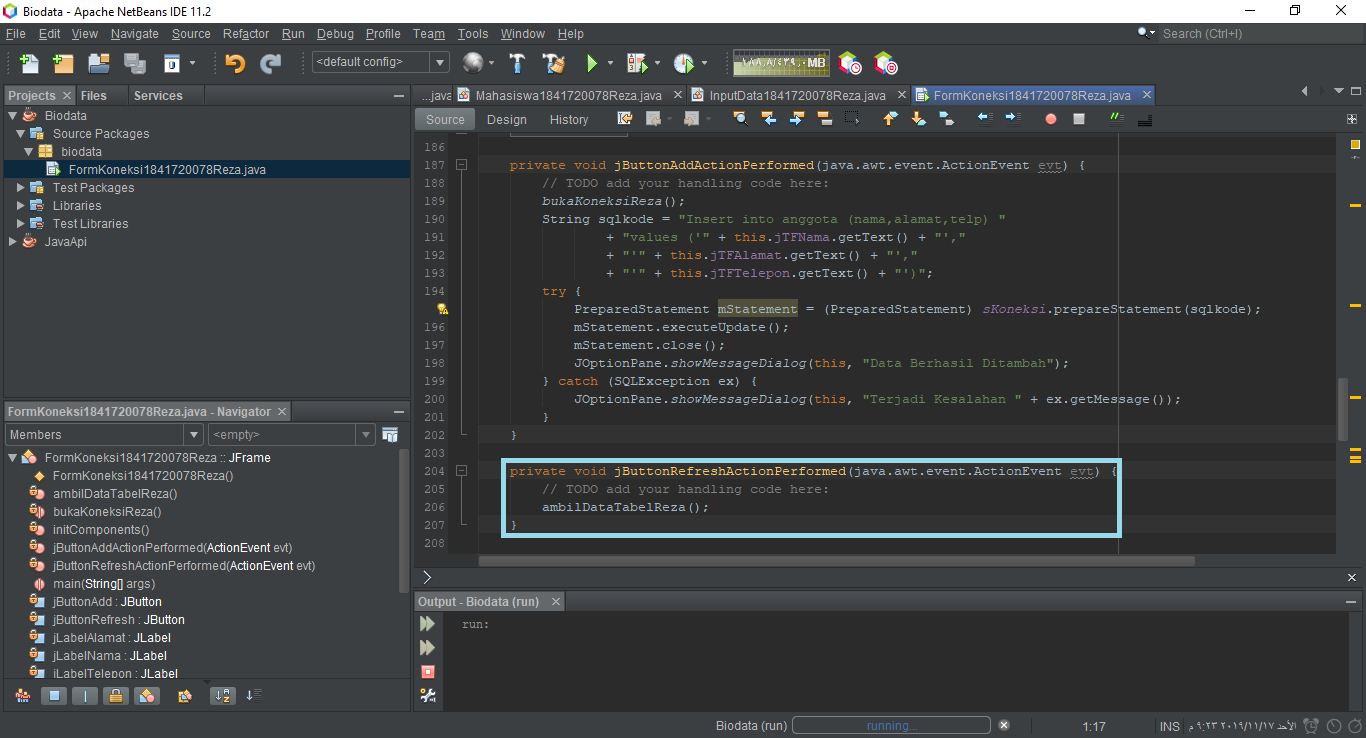 Biodata - Apache NetBeans IDE 11.2
File Edit View Navigate Source Refactor Run Debug Profile Team Tools Window Help
Search (Ctrl+I)
<default config>
Projects Files Services
Biodata
Source Packages
biodata
FormKoneksi1841720078Reza.java
Test Packages
Libraries
Test Libraries
JavaApi
FormKoneksi1841720078Reza.java - Navigator
Members <empty>
FormKoneksi1841720078Reza :: JFrame
FormKoneksi1841720078Reza()
ambilDataTabelReza()
bukaKoneksiReza()
initComponents()
jButtonAddActionPerformed(ActionEvent evt)
jButtonRefreshActionPerformed(ActionEvent evt)
main(String[] args)
jButtonAdd : JButton
jButtonRefresh : JButton
jLabelAlamat : JLabel
jLabelNama : JLabel
jLabelTelepon : JLabel
...java Mahasiswa1841720078Reza.java InputData1841720078Reza.java FormKoneksi1841720078Reza.java
Source Design History
186
187 private void jButtonAddActionPerformed(java.awt.event.ActionEvent evt) {
188 // TODO add your handling code here:
189 bukaKoneksiReza();
190 String sqlkode = "Insert into anggota (nama,alamat,telp) "
191 + "values ('" + this.jTFNama.getText() + "',"
192 + "'" + this.jTFAlamat.getText() + "',"
193 + "'" + this.jTFTelepon.getText() + "')";
194 try {
PreparedStatement mStatement = (PreparedStatement) sKoneksi.prepareStatement(sqlkode);
196 mStatement.executeUpdate();
197 mStatement.close();
198 JOptionPane.showMessageDialog(this, "Data Berhasil Ditambah");
199 } catch (SQLException ex) {
200 JOptionPane.showMessageDialog(this, "Terjadi Kesalahan " + ex.getMessage());
201 }
202 }
203
204 private void jButtonRefreshActionPerformed(java.awt.event.ActionEvent evt) {
205 // TODO add your handling code here:
206 ambilDataTabelReza();
207 }
208
Output - Biodata (run)
run:
Biodata (run) running... 1:17 INS الأحد ٢٠١٩/١١/١٧ ٩:٢٣ م